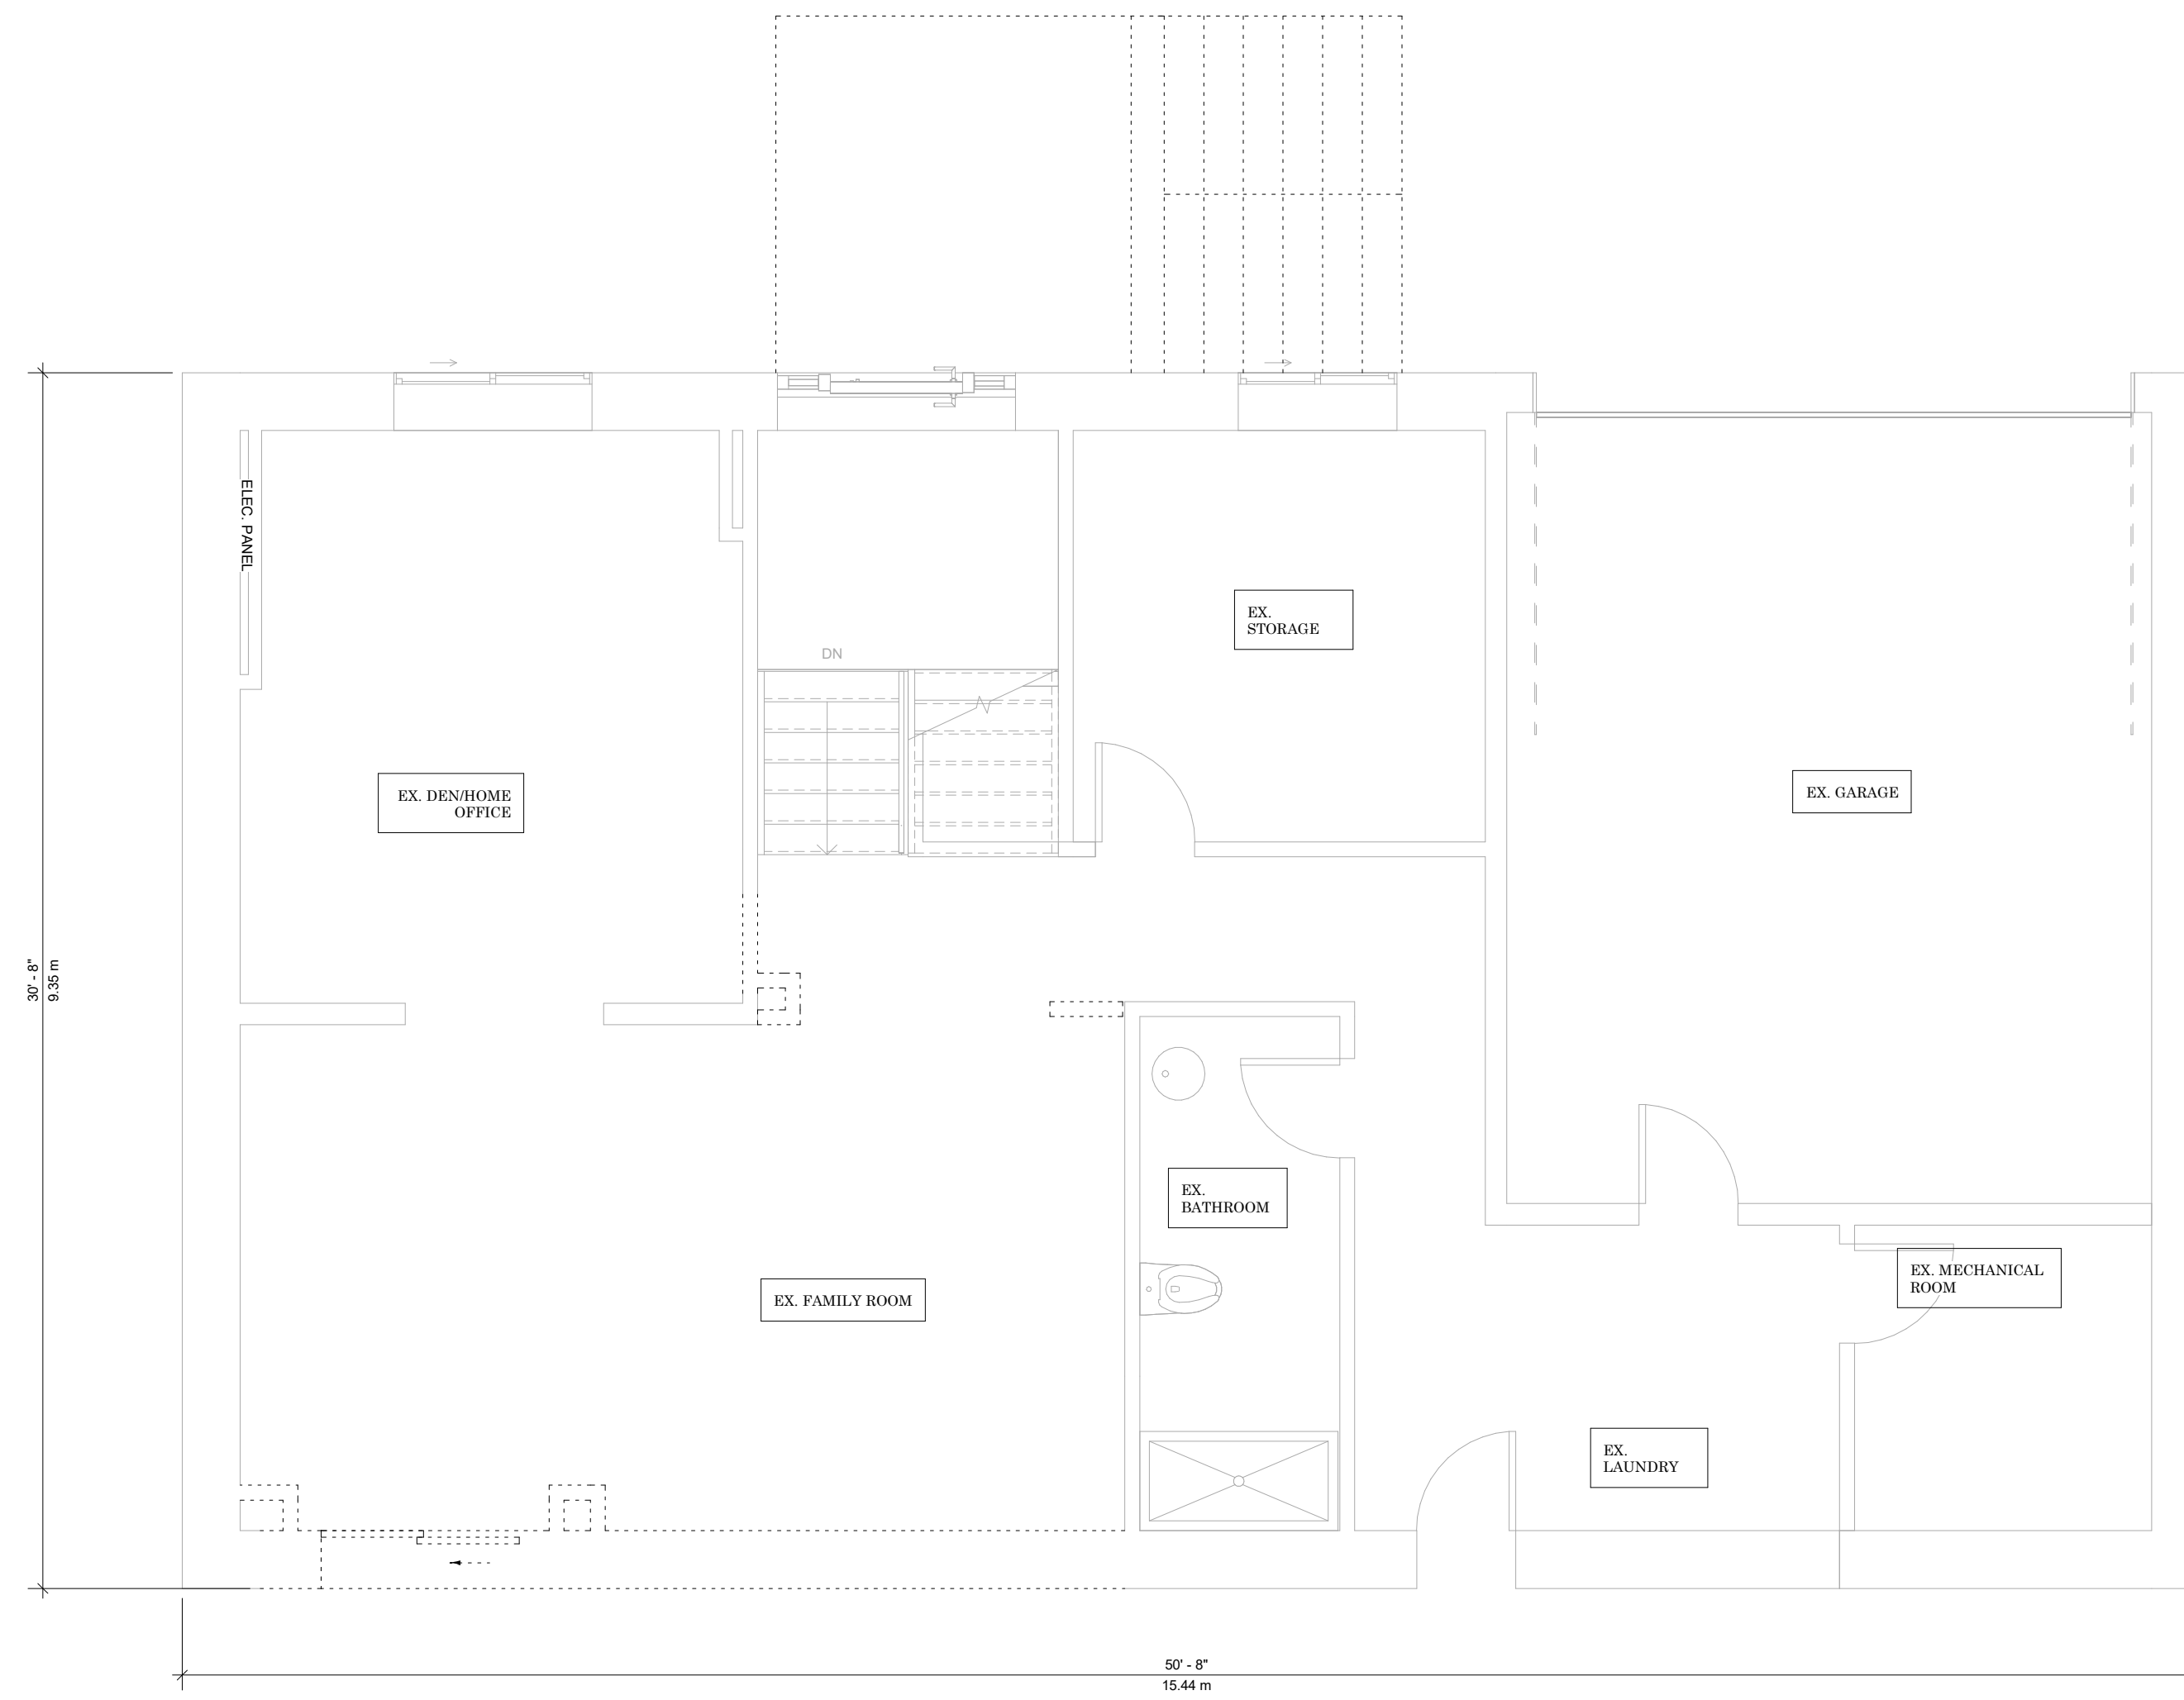 ELEC. PANEL
EX.
STORAGE
DN
EX. DEN/HOME
OFFICE
EX. GARAGE
30' - 8"
9.35 m
EX.
BATHROOM
EX. MECHANICAL
ROOM
EX. FAMILY ROOM
EX.
LAUNDRY
50' - 8"
15.44 m